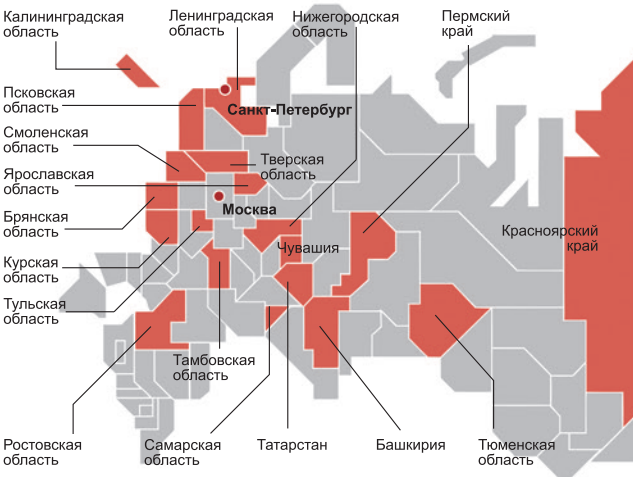 Калининградская
область
Ленинградская
область
Нижегородская
область
Пермский
край
Псковская
область
Санкт-Петербург
Смоленская
область
Тверская
область
Ярославская
область
Москва
Брянская
область
Красноярский
край
Чувашия
Курская
область
Тульская
область
Тамбовская
область
Ростовская
область
Самарская
область
Татарстан
Башкирия
Тюменская
область